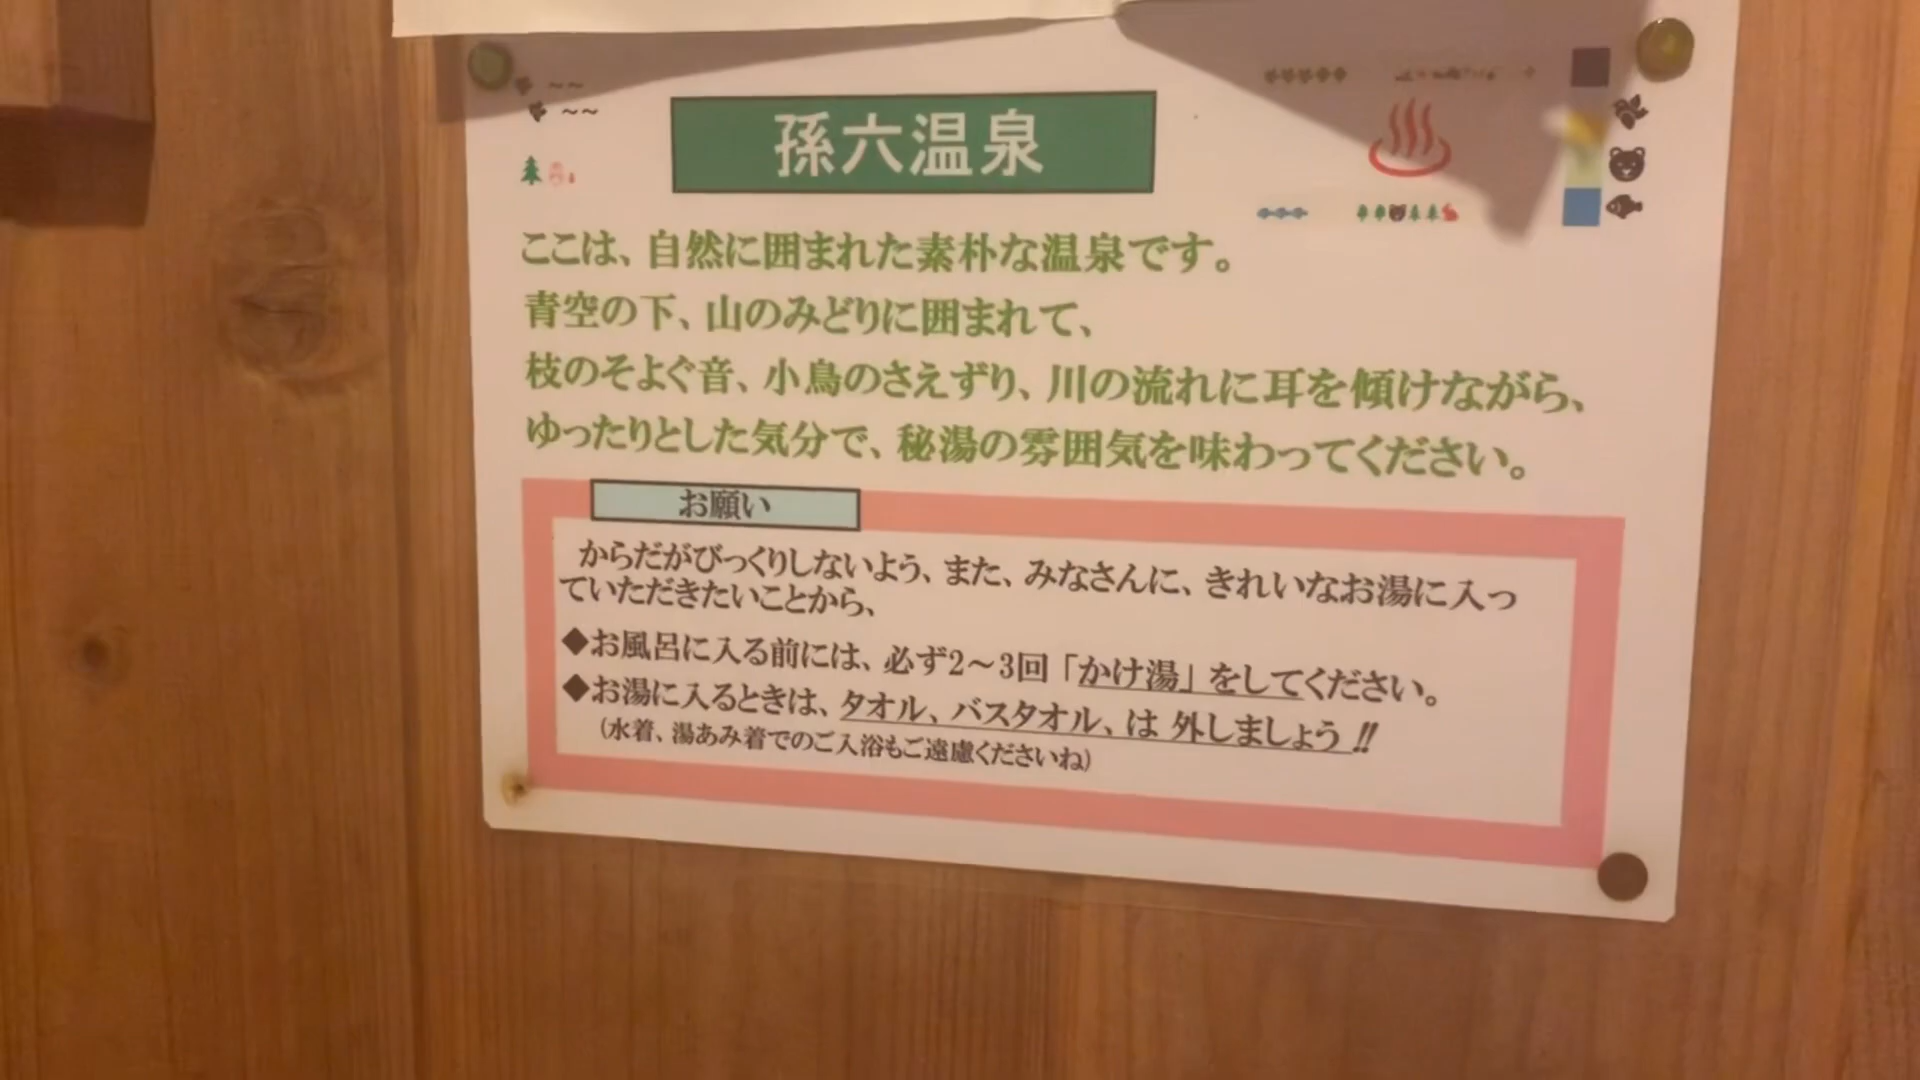 孫六温泉
ここは、自然に囲まれた素朴な温泉です。
青空の下、山のみどりに囲まれて、
枝のそよぐ音、小鳥のさえずり、川の流れに耳を傾けながら、
ゆったりとした気分で、秘湯の雰囲気を味わってください。
お願い
からだがびっくりしないよう、また、みなさんに、きれいなお湯に入っ
ていただきたいことから、
◆お風呂に入る前には、必ず2～3回「かけ湯」をしてください。
◆お湯に入るときは、タオル、バスタオル、は 外しましょう!!
(水着、湯あみ着でのご入浴もご遠慮くださいね)